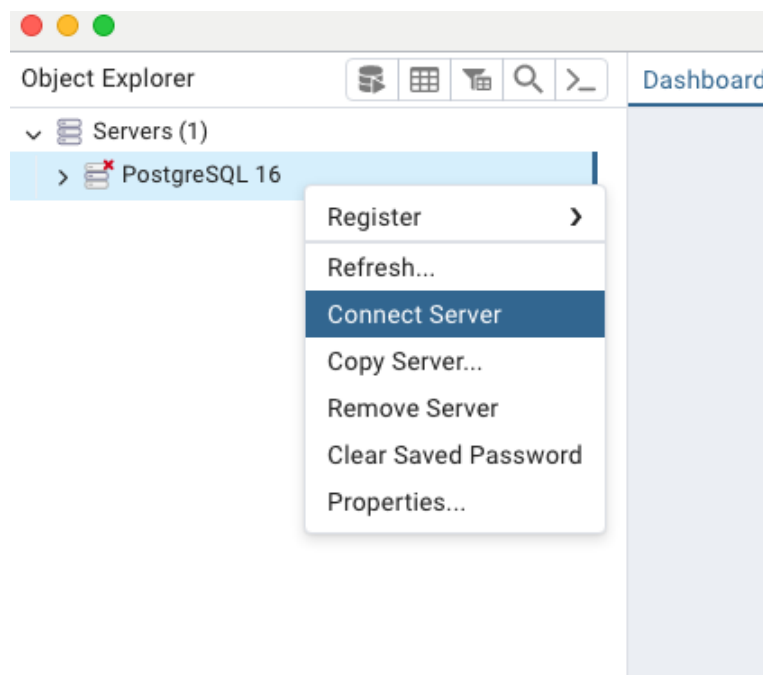 Object Explorer
Dashboard
Servers (1)
PostgreSQL 16
Register
Refresh...
Connect Server
Copy Server...
Remove Server
Clear Saved Password
Properties...